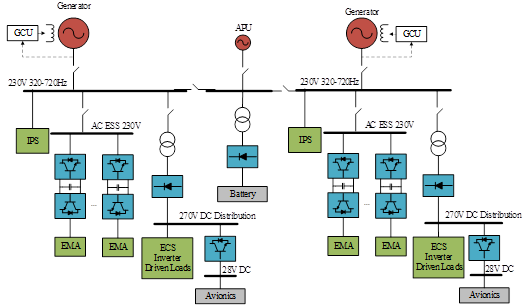 Generator
GCU
APU
Generator
GCU
230V 320-720Hz
230V 320-720Hz
IPS
AC ESS 230V
IPS
AC ESS 230V
...
...
Battery
270V DC Distribution
270V DC Distribution
EMA
EMA
ECS
Inverter
Driven Loads
28V DC
Avionics
EMA
EMA
ECS
Inverter
Driven Loads
28V DC
Avionics